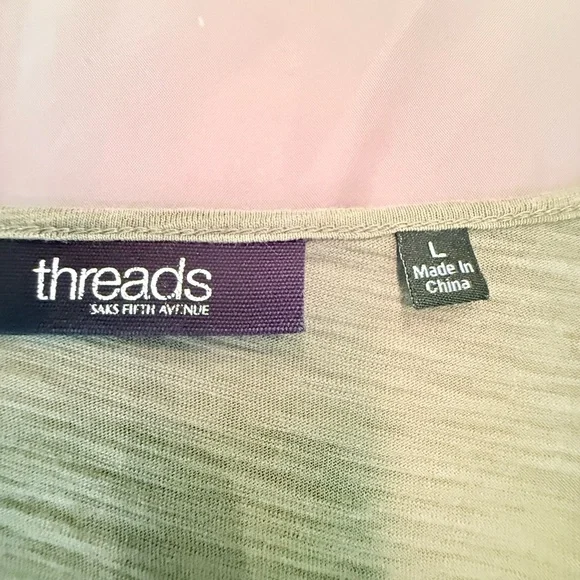 threads
SAKS FIFTH AVENUE
L
Made In
China